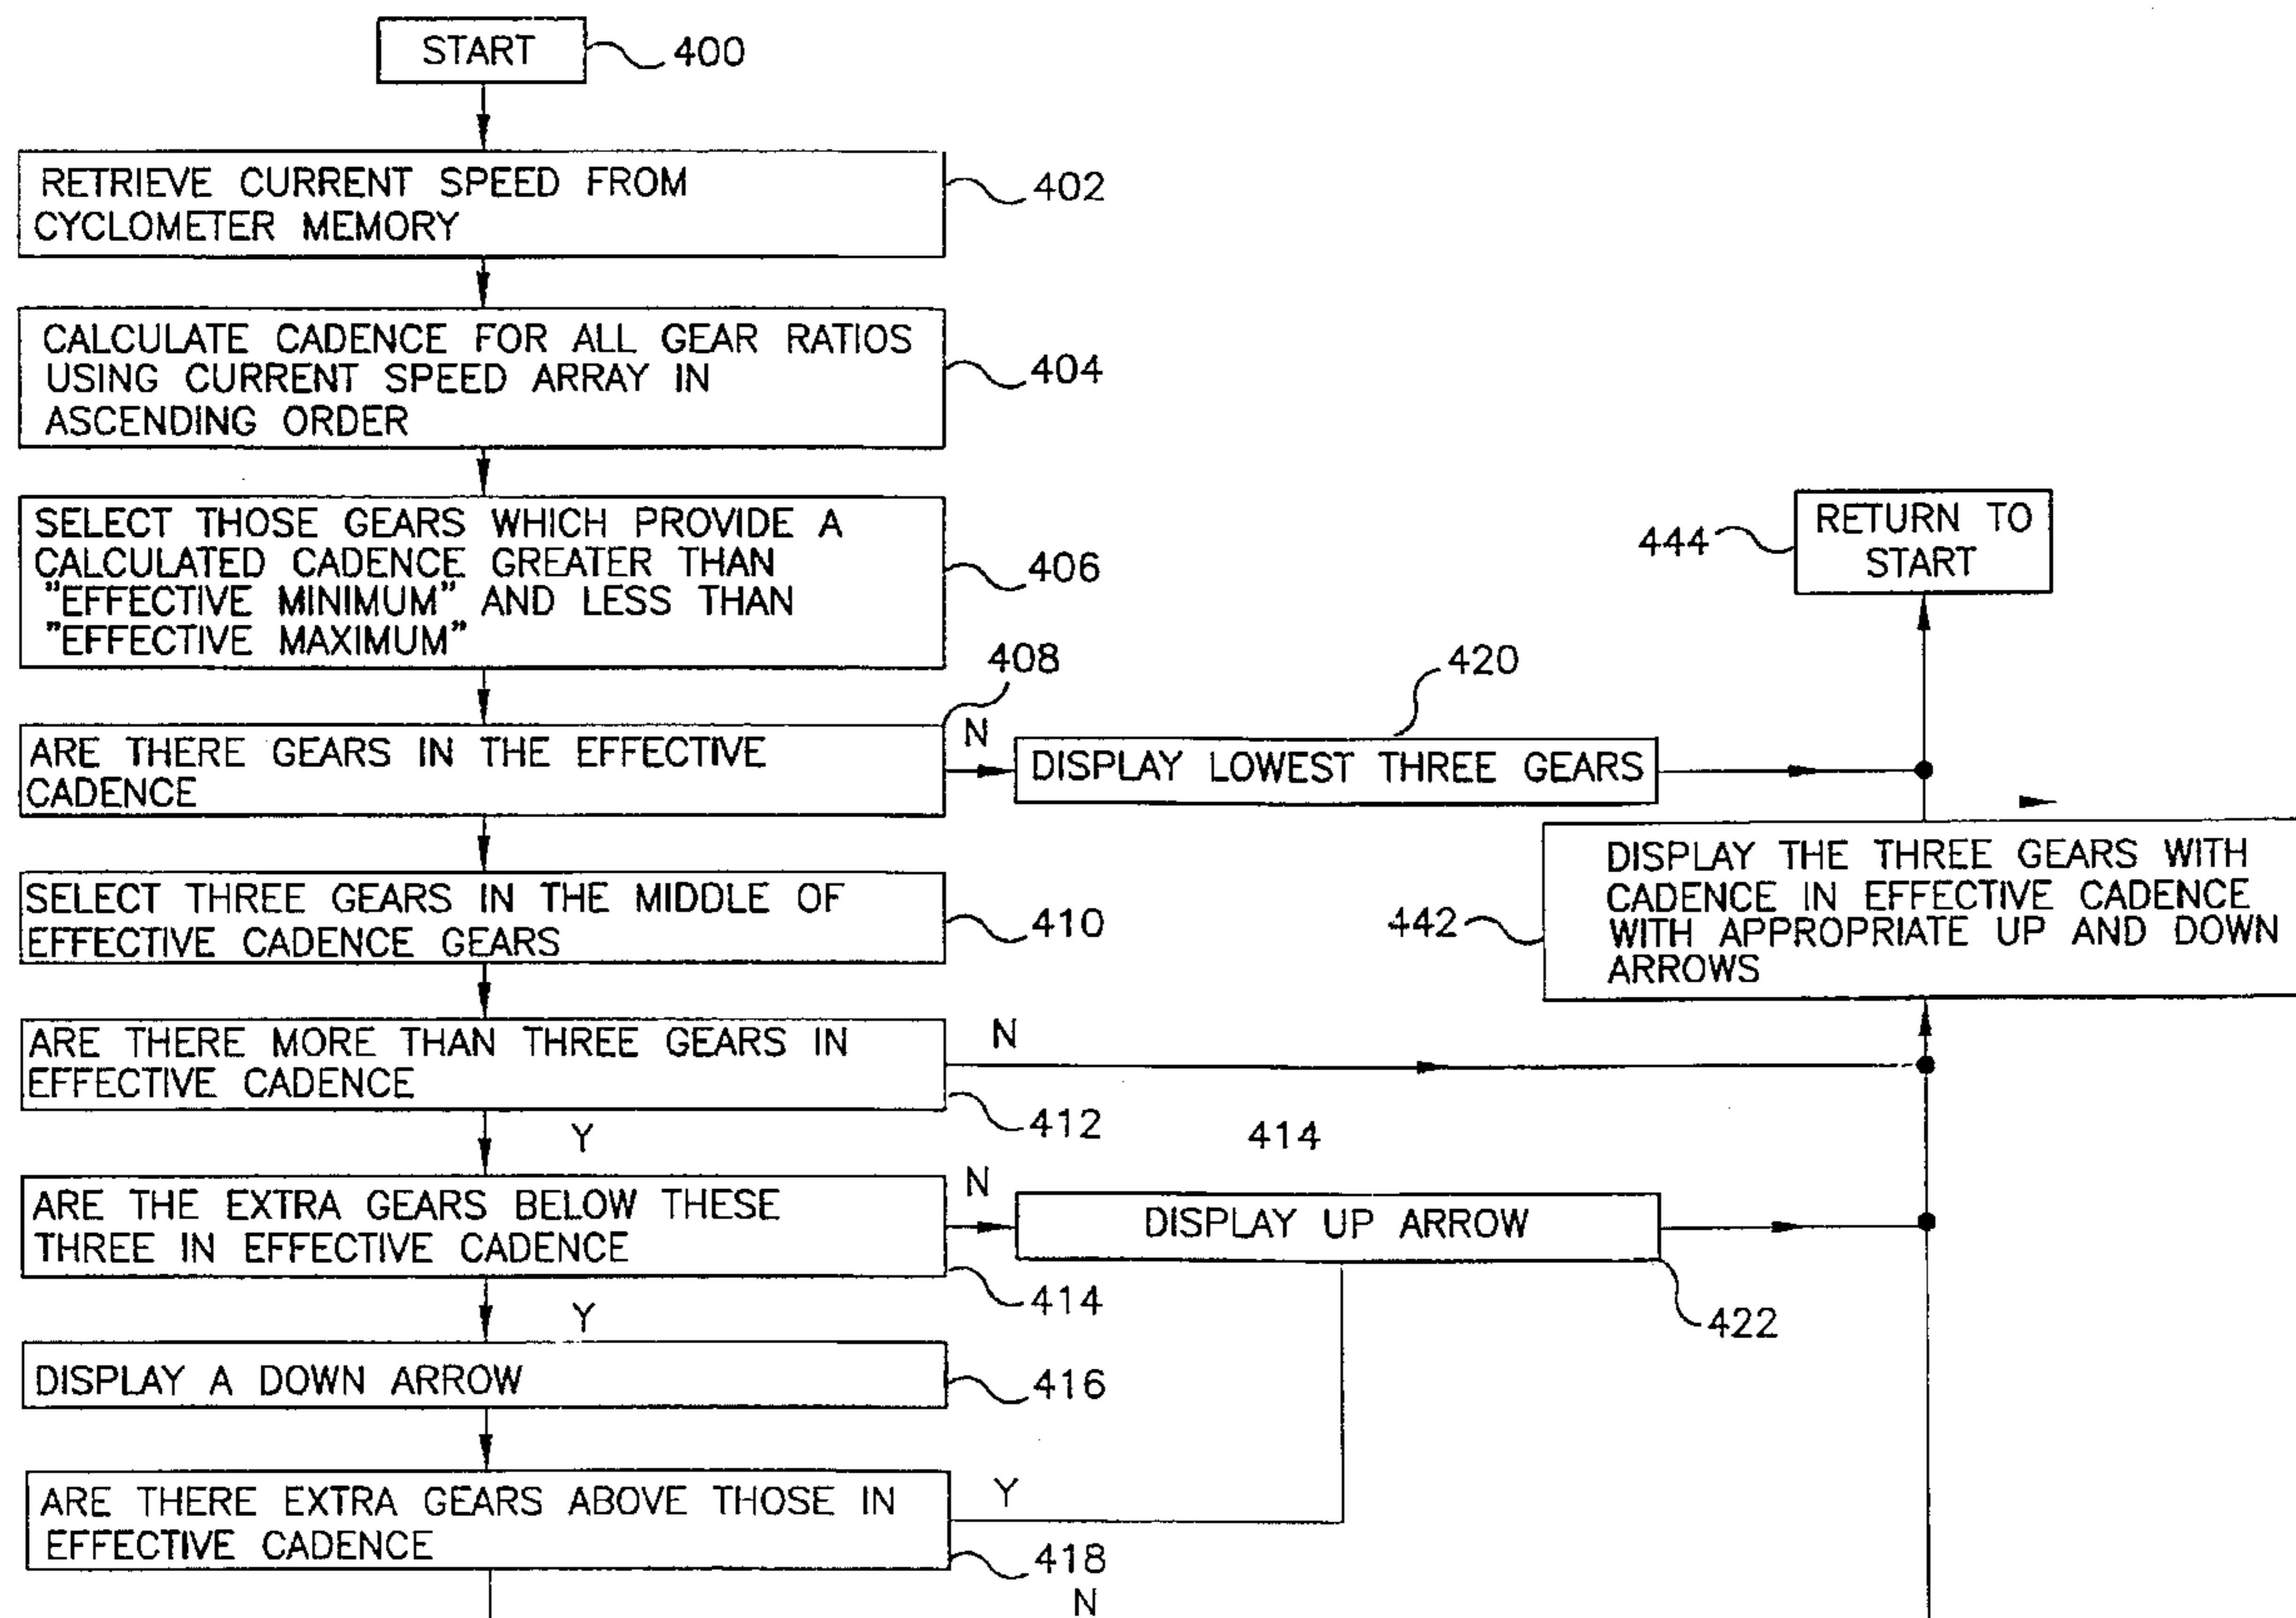 START
400
RETRIEVE CURRENT SPEED FROM
CYCLOMETER MEMORY
402
CALCULATE CADENCE FOR ALL GEAR RATIOS
USING CURRENT SPEED ARRAY IN
ASCENDING ORDER
404
SELECT THOSE GEARS WHICH PROVIDE A
CALCULATED CADENCE GREATER THAN
"EFFECTIVE MINIMUM" AND LESS THAN
"EFFECTIVE MAXIMUM"
406
444
RETURN TO
START
408
ARE THERE GEARS IN THE EFFECTIVE
CADENCE
N
420
DISPLAY LOWEST THREE GEARS
SELECT THREE GEARS IN THE MIDDLE OF
EFFECTIVE CADENCE GEARS
410
442
DISPLAY THE THREE GEARS WITH
CADENCE IN EFFECTIVE CADENCE
WITH APPROPRIATE UP AND DOWN
ARROWS
ARE THERE MORE THAN THREE GEARS IN
EFFECTIVE CADENCE
N
412
Y
414
ARE THE EXTRA GEARS BELOW THESE
THREE IN EFFECTIVE CADENCE
N
414
DISPLAY UP ARROW
422
Y
DISPLAY A DOWN ARROW
416
ARE THERE EXTRA GEARS ABOVE THOSE IN
EFFECTIVE CADENCE
Y
418
N